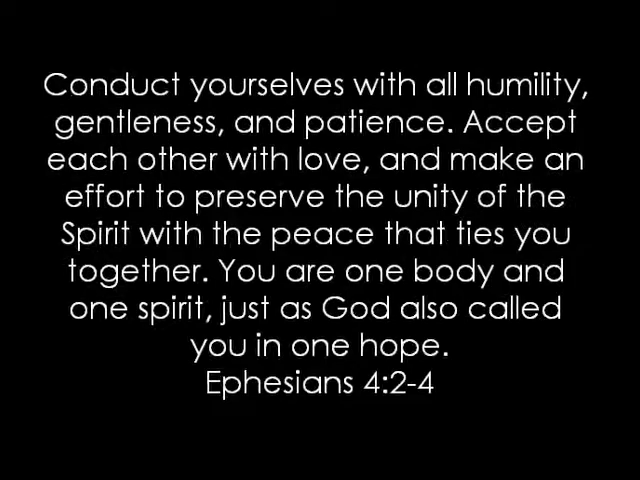 Conduct yourselves with all humility,
gentleness, and patience. Accept
each other with love, and make an
effort to preserve the unity of the
Spirit with the peace that ties you
together. You are one body and
one spirit, just as God also called
you in one hope.
Ephesians 4:2-4